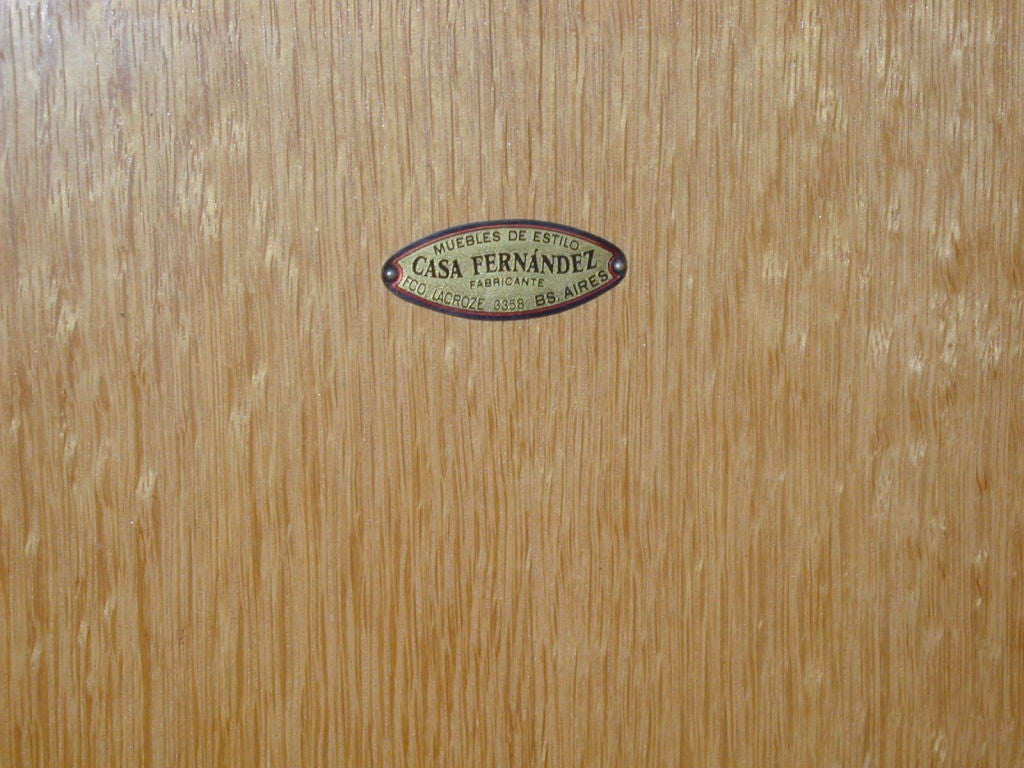 MUEBLES DE ESTILO
CASA FERNÁNDEZ
FABRICANTE
FCO. LACROZE 3358 BS. AIRES